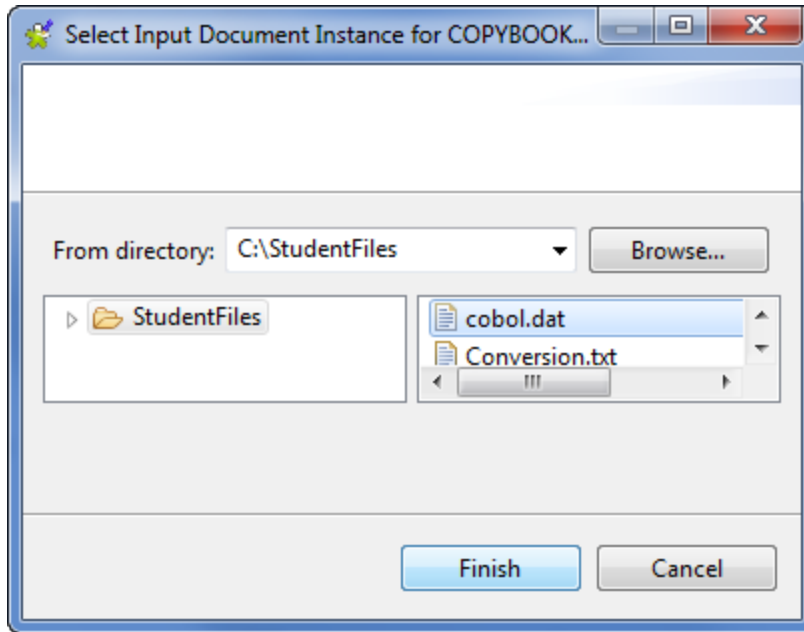 Select Input Document Instance for COPYBOOK...
From directory: C:\StudentFiles Browse...
StudentFiles
cobol.dat
Conversion.txt
Finish Cancel